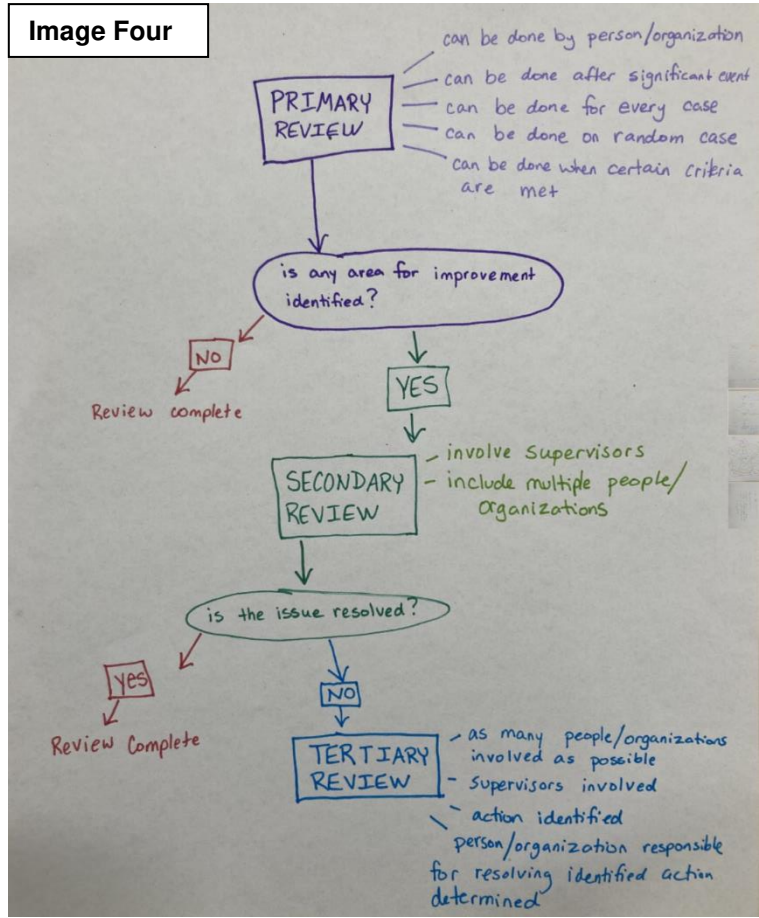 Image Four
can be done by person/organization
can be done after significant event
can be done for every case
can be done on random case
can be done when certain criteria
are met
PRIMARY
REVIEW
is any area for improvement
identified?
NO
Review complete
YES
SECONDARY
REVIEW
involve supervisors
include multiple people/
organizations
is the issue resolved?
Yes
Review Complete
NO
TERTIARY
REVIEW
as many people/organizations
involved as possible
supervisors involved
action identified
person/organization responsible
for resolving identified action
determined